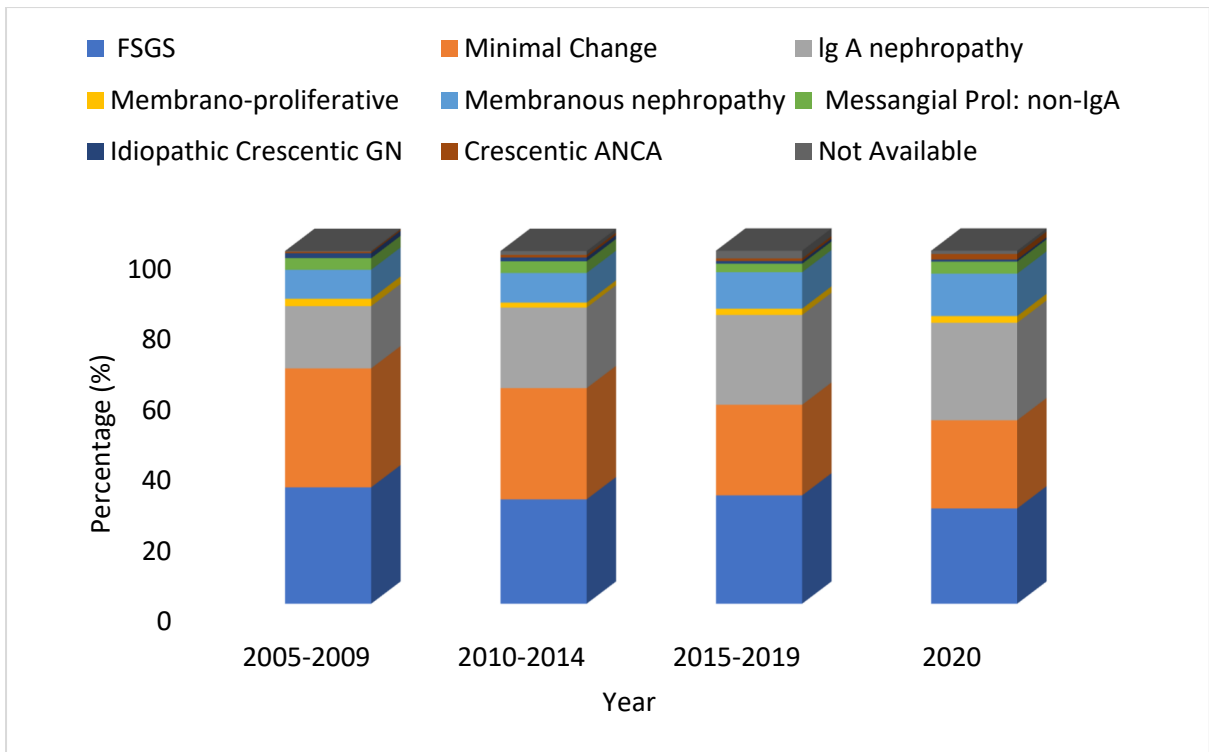 FSGS Minimal Change lg A nephropathy
Membrano-proliferative Membranous nephropathy Messangial Prol: non-IgA
Idiopathic Crescentic GN Crescentic ANCA Not Available
100
80
60
40
20
0
Percentage (%)
2005-2009 2010-2014 2015-2019 2020
Year